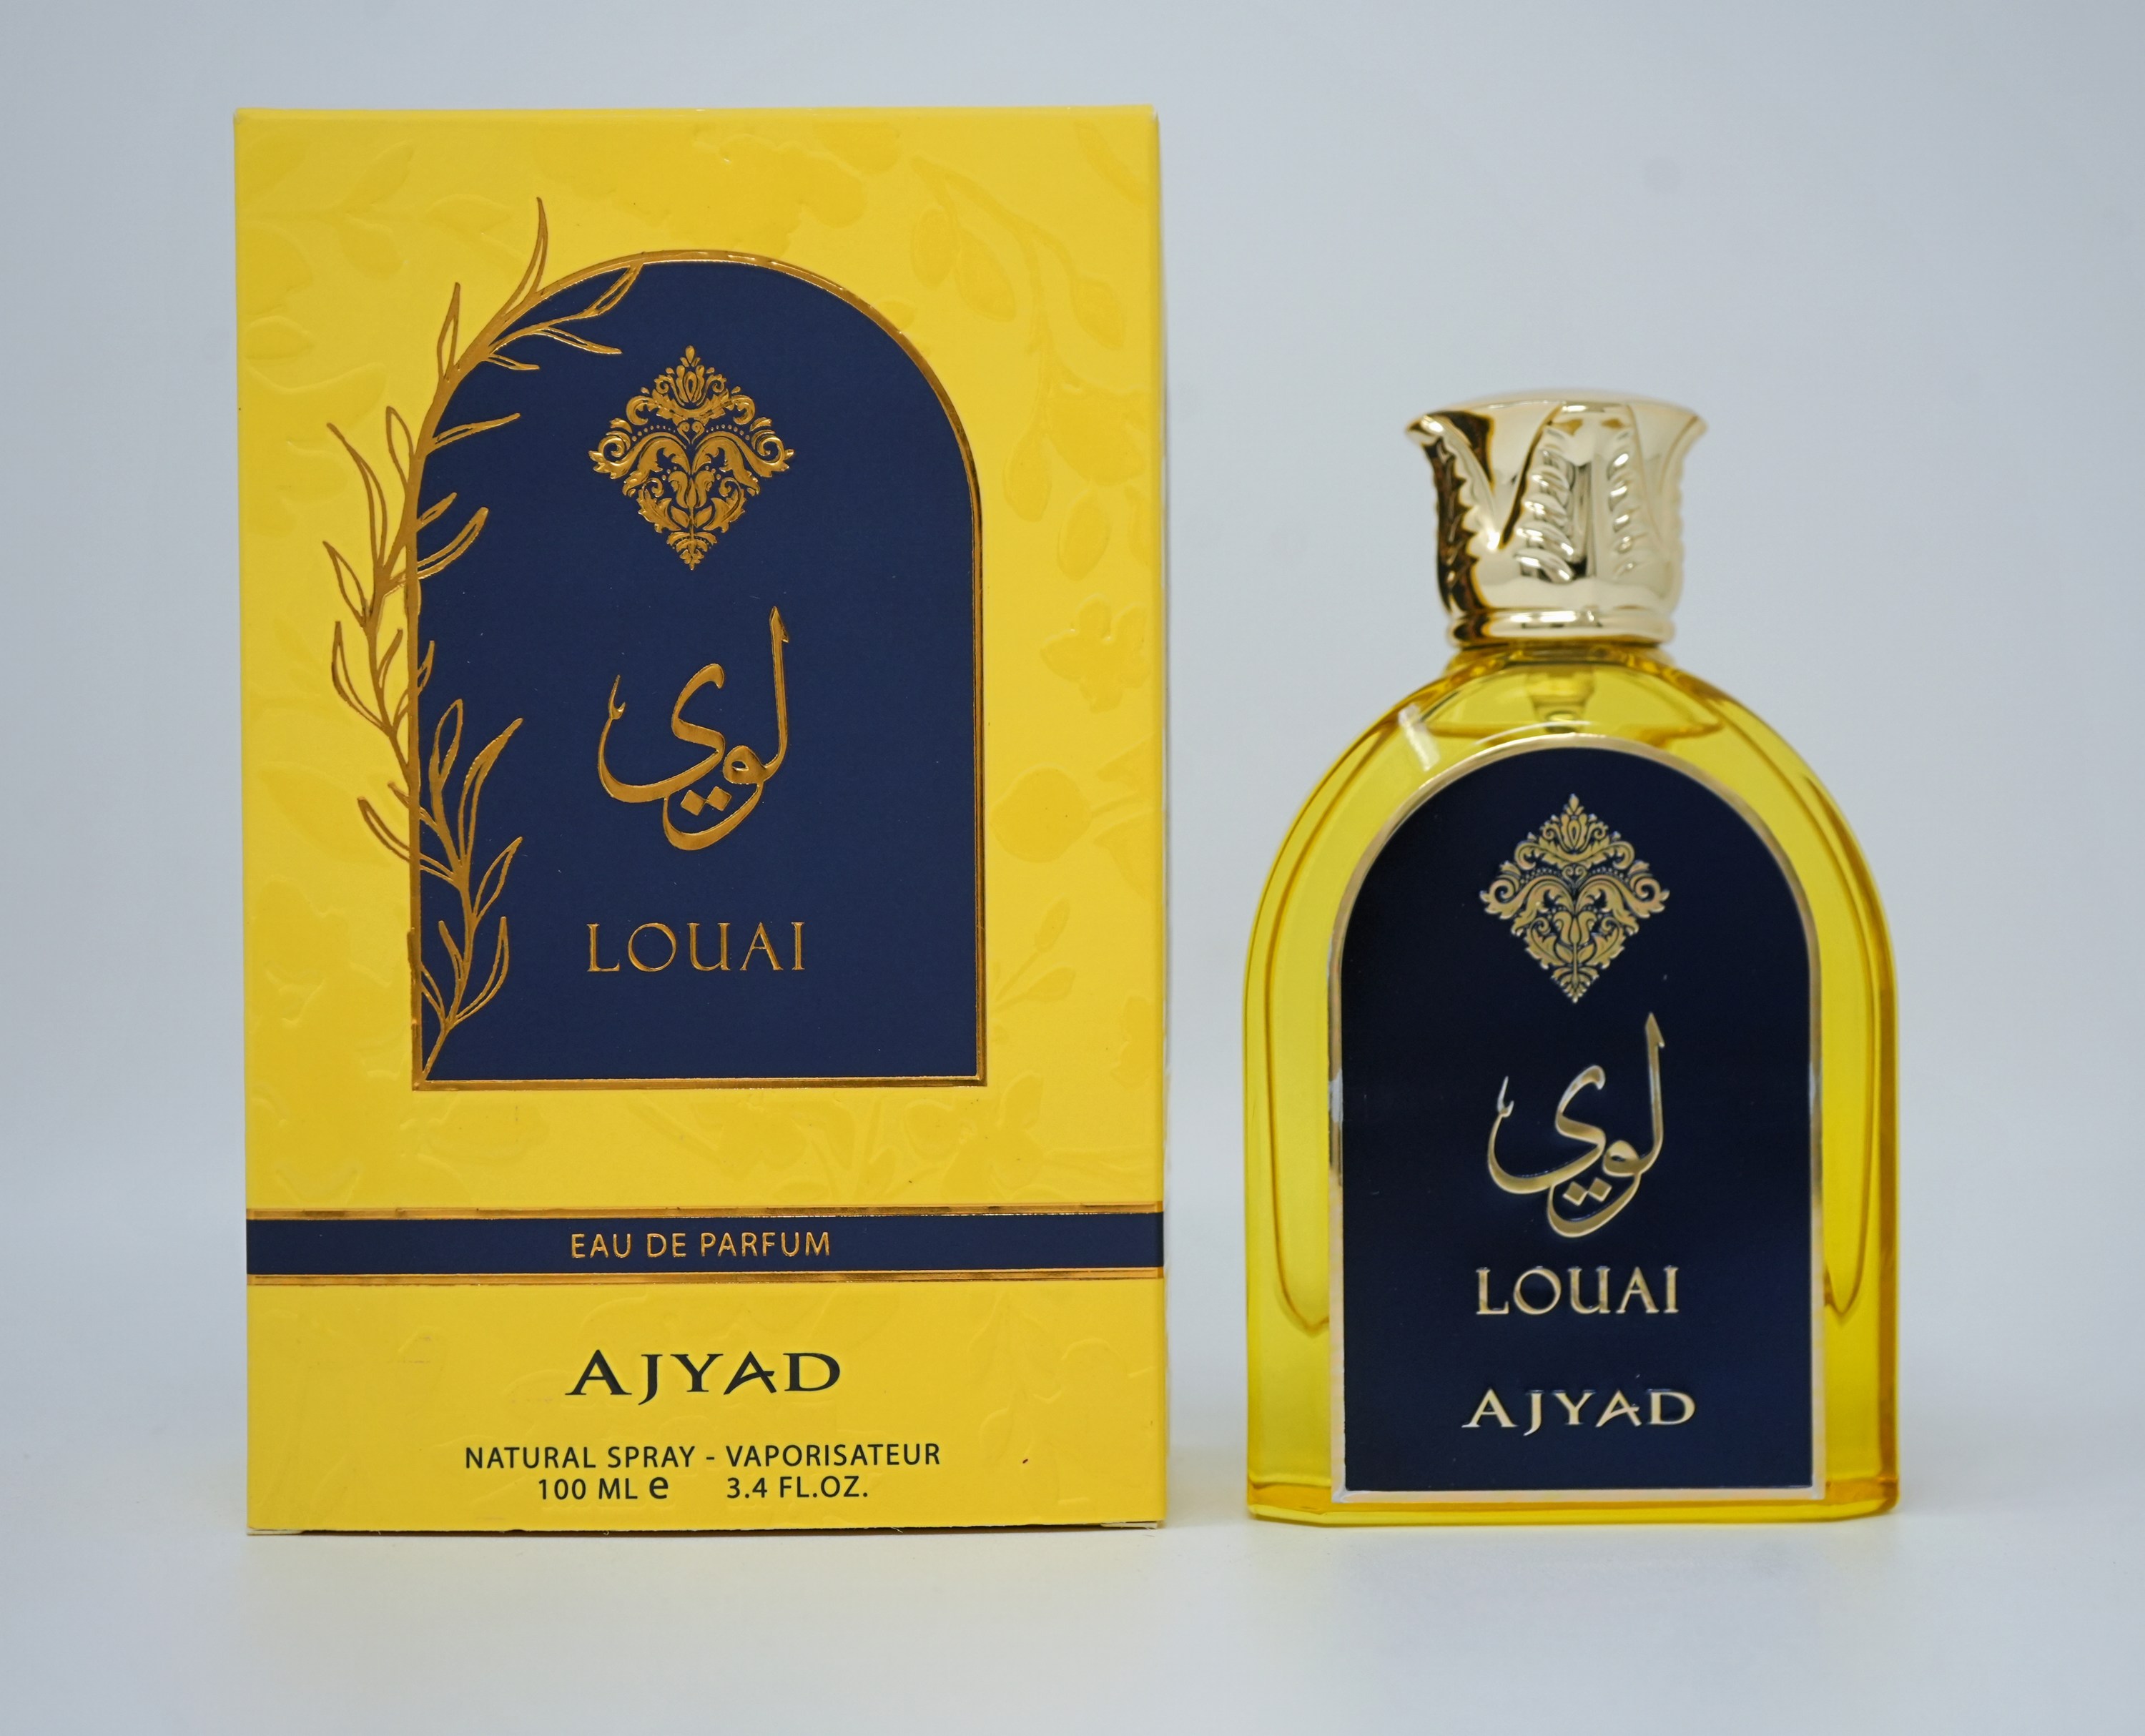 لوي
LOUAI
EAU DE PARFUM
AJYAD
NATURAL SPRAY - VAPORISATEUR
100 ML e 3.4 FL.OZ.
لوي
LOUAI
AJYAD